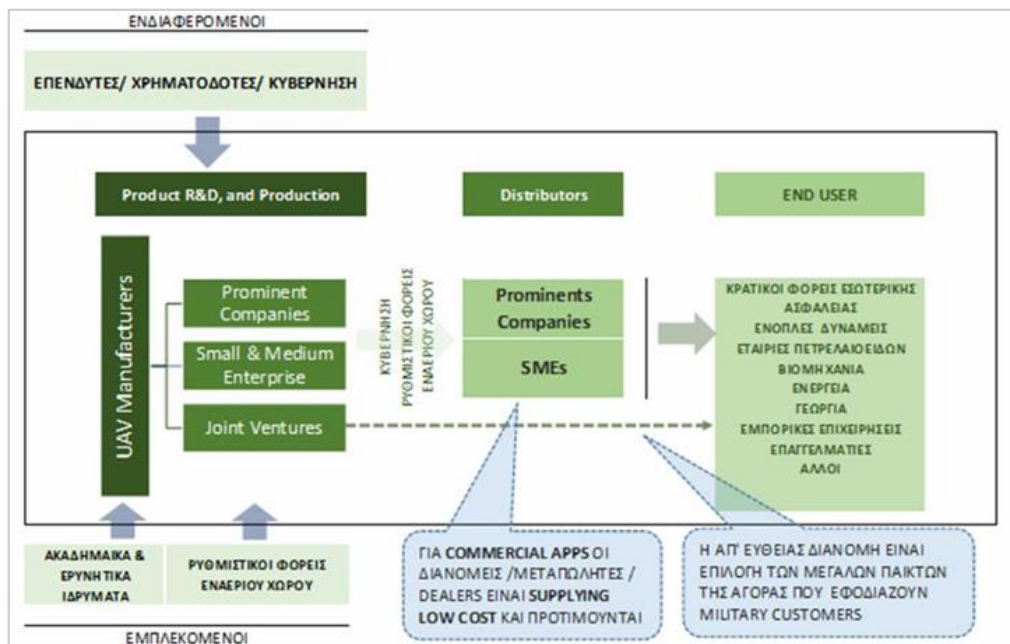 ΕΝΔΙΑΦΕΡΟΜΕΝΟΙ
ΕΠΕΝΔΥΤΕΣ/ ΧΡΗΜΑΤΟΔΟΤΕΣ/ ΚΥΒΕΡΝΗΣΗ
Product R&D, and Production
Distributors
END USER
UAV Manufacturers
Prominent
Companies
Small & Medium
Enterprise
Joint Ventures
ΚΥΒΕΡΝΗΣΗ
ΡΥΘΜΙΣΤΙΚΟΙ ΦΟΡΕΙΣ
ΕΝΑΕΡΙΟΥ ΧΩΡΟΥ
Prominents
Companies
SMEs
ΚΡΑΤΙΚΟΙ ΦΟΡΕΙΣ ΕΣΩΤΕΡΙΚΗΣ
ΑΣΦΑΛΕΙΑΣ
ΕΝΟΠΛΕΣ ΔΥΝΑΜΕΙΣ
ΕΤΑΙΡΙΕΣ ΠΕΤΡΕΛΑΙΟΕΙΔΩΝ
ΒΙΟΜΗΧΑΝΙΑ
ΕΝΕΡΓΕΙΑ
ΓΕΩΡΓΙΑ
ΕΜΠΟΡΙΚΕΣ ΕΠΙΧΕΙΡΗΣΕΙΣ
ΕΠΑΓΓΕΛΜΑΤΙΕΣ
ΑΛΛΟΙ
ΑΚΑΔΗΜΑΙΚΑ &
ΕΡΥΝΗΤΙΚΑ
ΙΔΡΥΜΑΤΑ
ΡΥΘΜΙΣΤΙΚΟΙ ΦΟΡΕΙΣ
ΕΝΑΕΡΙΟΥ ΧΩΡΟΥ
ΕΜΠΛΕΚΟΜΕΝΟΙ
ΓΙΑ COMMERCIAL APPS ΟΙ
ΔΙΑΝΟΜΕΙΣ /ΜΕΤΑΠΩΛΗΤΕΣ /
DEALERS ΕΙΝΑΙ SUPPLYING
LOW COST ΚΑΙ ΠΡΟΤΙΜΟΥΝΤΑΙ
Η ΑΠ' ΕΥΘΕΙΑΣ ΔΙΑΝΟΜΗ ΕΙΝΑΙ
ΕΠΙΛΟΓΗ ΤΩΝ ΜΕΓΑΛΩΝ ΠΑΙΚΤΩΝ
ΤΗΣ ΑΓΟΡΑΣ ΠΟΥ ΕΦΟΔΙΑΖΟΥΝ
MILITARY CUSTOMERS